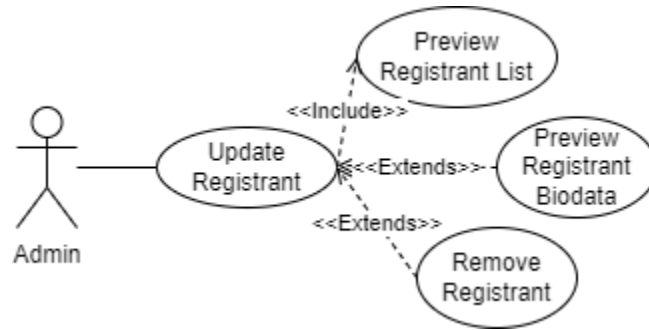 Preview
Registrant List
<<Include>>
Update
Registrant
<<Extends>>
Preview
Registrant
Biodata
<<Extends>>
Admin
Remove
Registrant